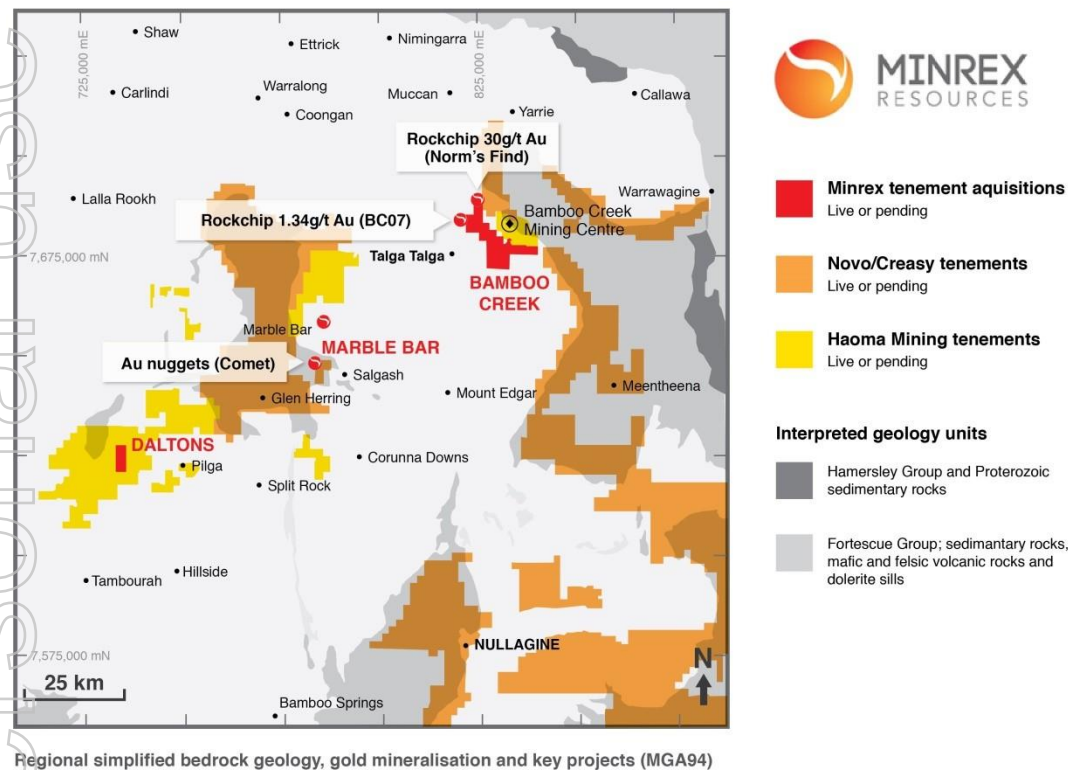 Shaw
Ettrick
Nimingarra
725,000 mE
825,000 mE
Carlindi
Warralong
Coongan
Muccan
Yarrie
Callawa
Rockchip 30g/t Au
(Norm's Find)
Lalla Rookh
Warrawagine
Rockchip 1.34g/t Au (BC07)
Bamboo Creek
Mining Centre
7,675,000 mN
Talga Talga
BAMBOO
CREEK
Marble Bar
MARBLE BAR
Au nuggets (Comet)
Salgash
Glen Herring
Mount Edgar
Meentheena
DALTONS
Pilga
Corunna Downs
Split Rock
Tambourah
Hillside
NULLAGINE
7,575,000 mN
25 km
Bamboo Springs
N
MINREX
RESOURCES
Minrex tenement aquisitions
Live or pending
Novo/Creasy tenements
Live or pending
Haoma Mining tenements
Live or pending
Interpreted geology units
Hamersley Group and Proterozoic
sedimentary rocks
Fortescue Group; sedimantary rocks,
mafic and felsic volcanic rocks and
dolerite sills
Regional simplified bedrock geology, gold mineralisation and key projects (MGA94)